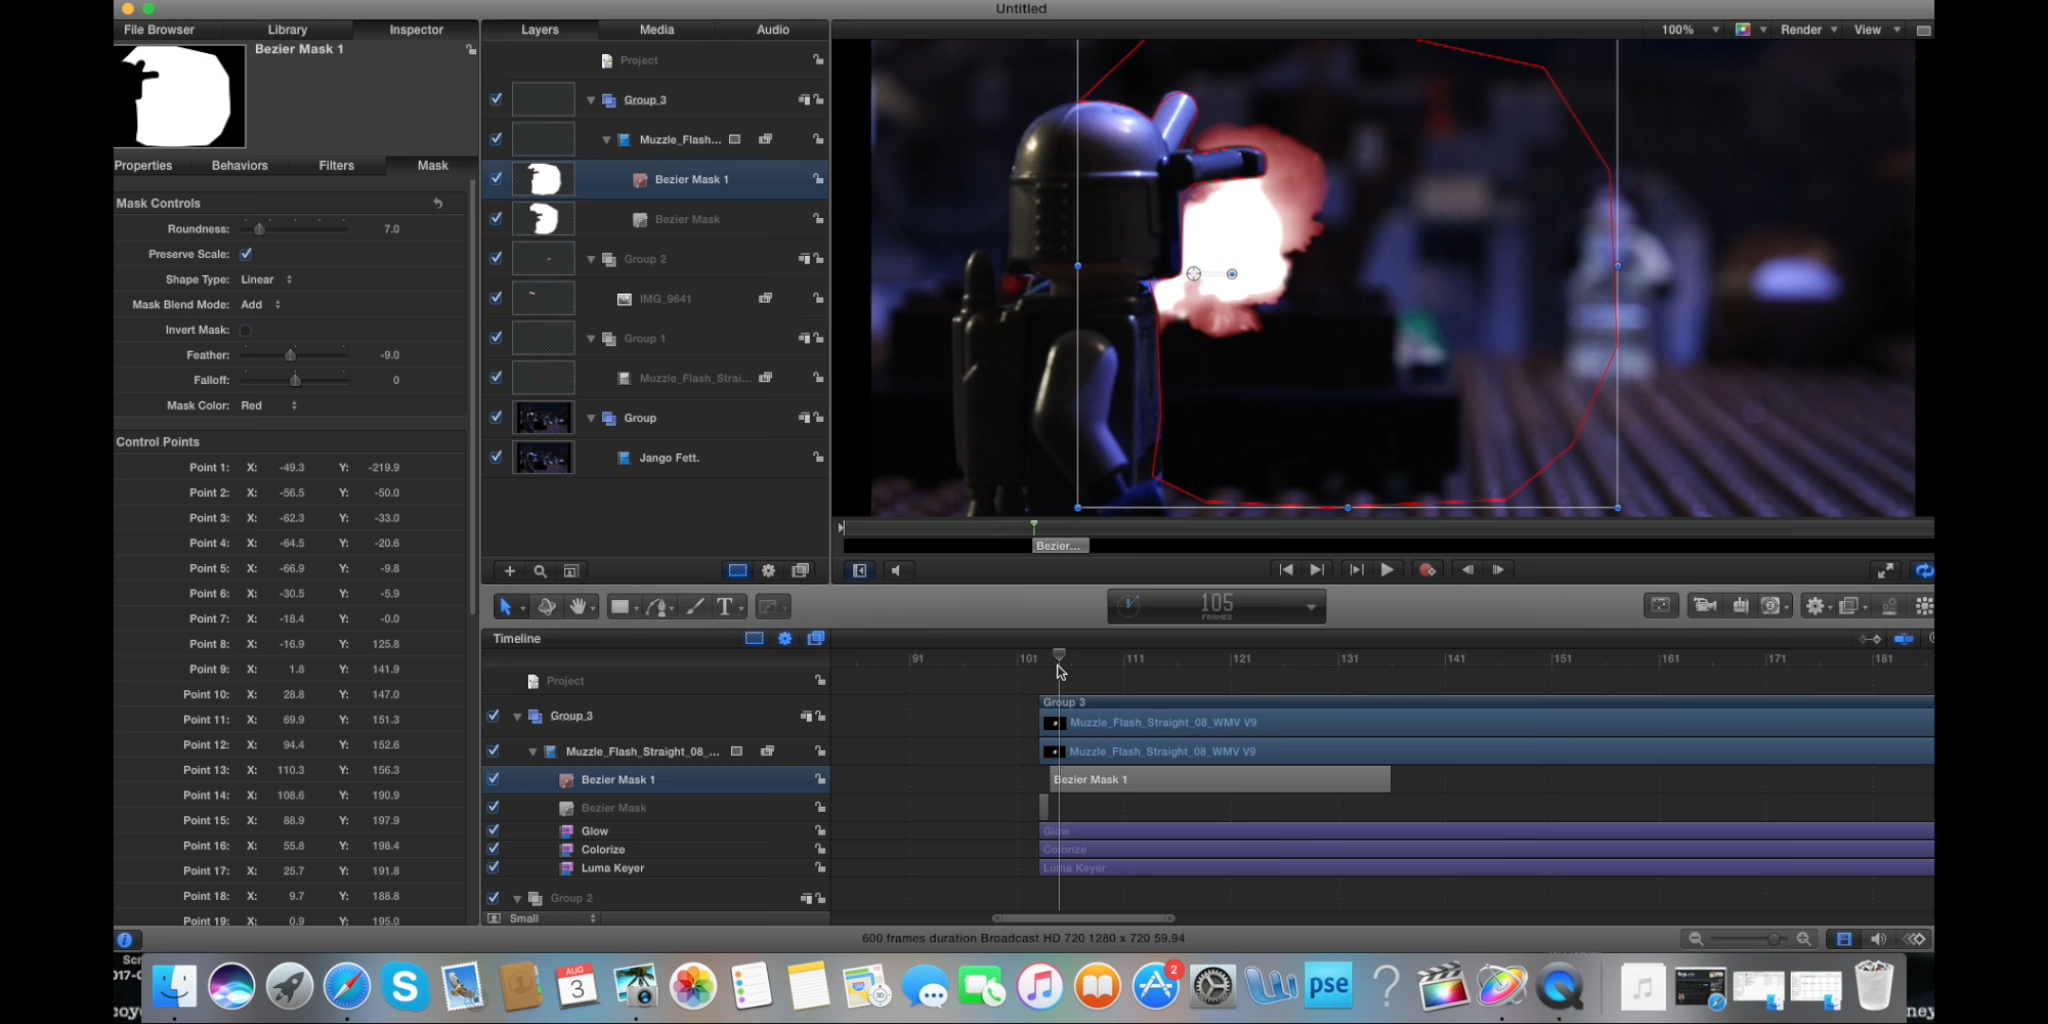 Untitled
File Browser Library Inspector
Layers Media Audio
100% Render View
Bezier Mask 1
Properties Behaviors Filters Mask
Mask Controls
Roundness: 7.0
Preserve Scale:
Shape Type: Linear
Mask Blend Mode: Add
Invert Mask:
Feather: -9.0
Falloff: 0
Mask Color: Red
Control Points
Point 1: X: -49.3 Y: -219.9
Point 2: X: -56.5 Y: -50.0
Point 3: X: -62.3 Y: -33.0
Point 4: X: -64.5 Y: -20.6
Point 5: X: -66.9 Y: -9.8
Point 6: X: -30.5 Y: -5.9
Point 7: X: -18.4 Y: -0.0
Point 8: X: -16.9 Y: 125.8
Point 9: X: 1.8 Y: 141.9
Point 10: X: 28.8 Y: 147.0
Point 11: X: 69.9 Y: 151.3
Point 12: X: 94.4 Y: 152.6
Point 13: X: 110.3 Y: 156.3
Point 14: X: 108.6 Y: 190.9
Point 15: X: 88.9 Y: 197.9
Point 16: X: 55.8 Y: 198.4
Point 17: X: 25.7 Y: 191.8
Point 18: X: 9.7 Y: 188.8
Point 19: X: 0.9 Y: 195.0
Project
Group 3
Muzzle_Flash...
Bezier Mask 1
Bezier Mask
Group 2
IMG_9641
Group 1
Muzzle_Flash_Strai...
Group
Jango Fett.
Bezier...
T
105
FRAMES
Timeline
91 101 111 121 131 141 151 161 171 181
Project
Group 3
Group 3
Muzzle_Flash_Straight_08_WMV V9
Muzzle_Flash_Straight_08_...
Muzzle_Flash_Straight_08_WMV V9
Bezier Mask 1
Bezier Mask 1
Bezier Mask
Glow
Glow
Colorize
Colorize
Luma Keyer
Luma Keyer
Group 2
Small
600 frames duration Broadcast HD 720 1280 x 720 59.94
Scr
AUG
3
2
pse